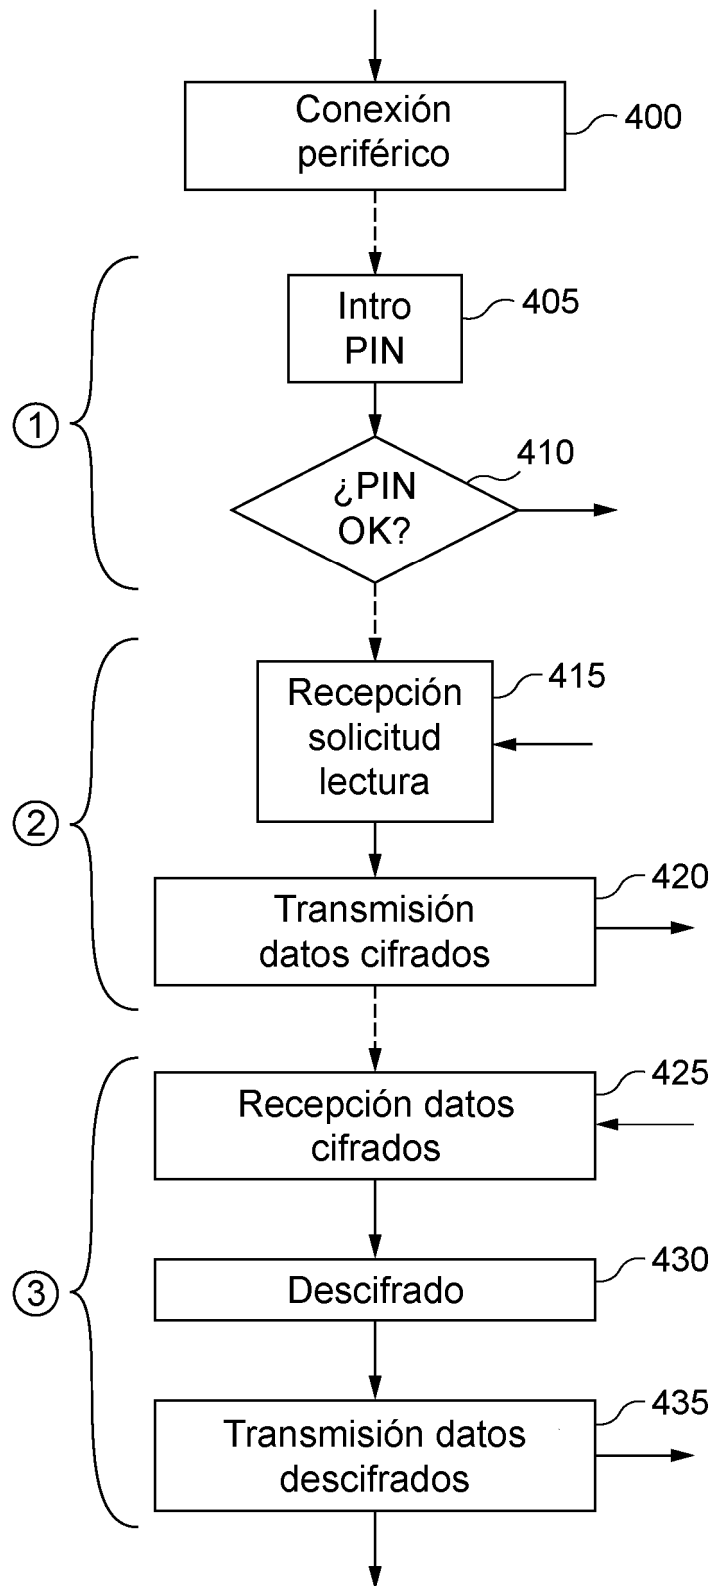 Conexión
periférico
400
Intro
PIN
405
1
¿PIN
OK?
410
Recepción
solicitud
lectura
415
2
Transmisión
datos cifrados
420
Recepción datos
cifrados
425
Descifrado
430
3
Transmisión datos
descifrados
435